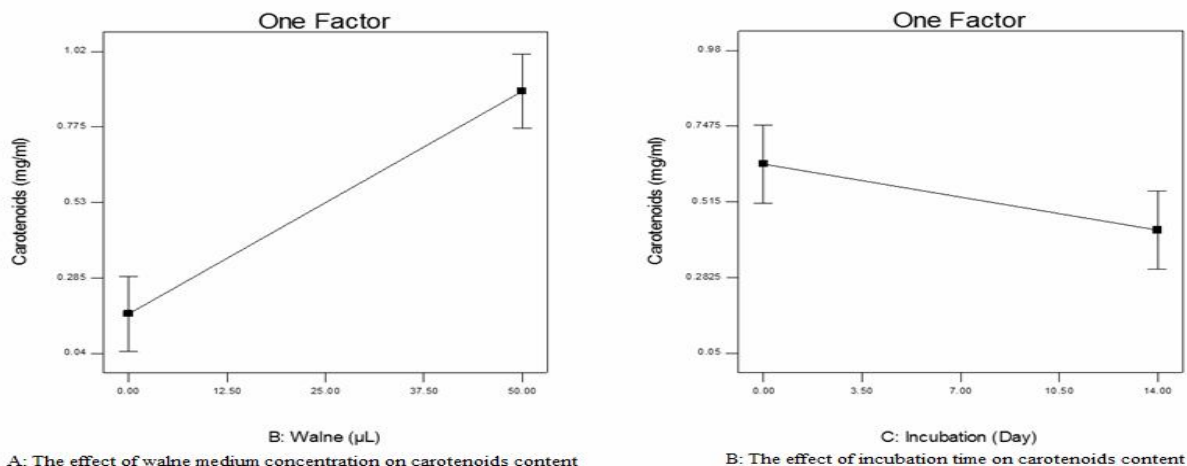 One Factor
1.02
0.775
0.53
0.285
0.04
Carotenoids (mg/ml)
0.00
12.50
25.00
37.50
50.00
B: Walne (µL)
A: The effect of walne medium concentration on carotenoids content
One Factor
0.98
0.7475
0.515
0.2825
0.05
Carotenoids (mg/ml)
0.00
3.50
7.00
10.50
14.00
C: Incubation (Day)
B: The effect of incubation time on carotenoids content